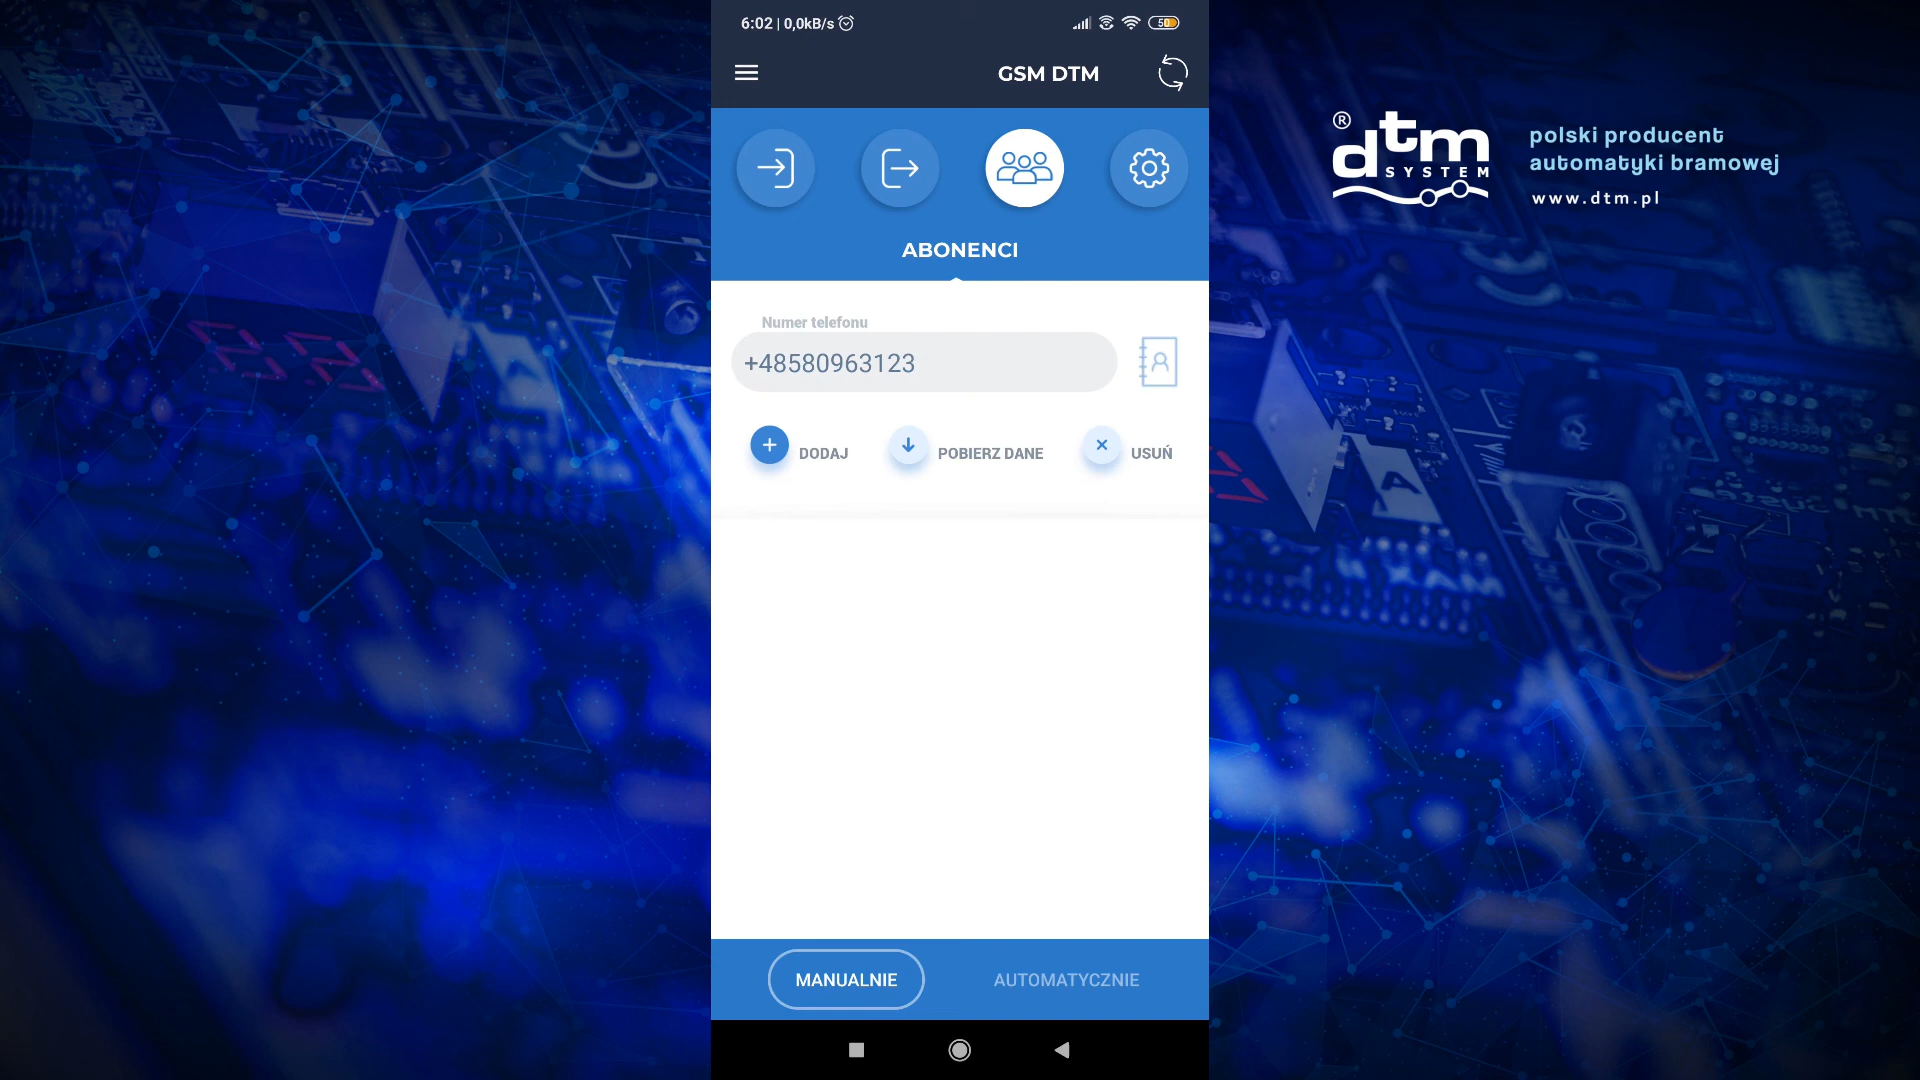 6:02 | 0,0kB/s
50
GSM DTM
ABONENCI
Numer telefonu
+48580963123
DODAJ
POBIERZ DANE
USUŃ
MANUALNIE
AUTOMATYCZNIE
® dtm
SYSTEM
polski producent
automatyki bramowej
www.dtm.pl
A
A